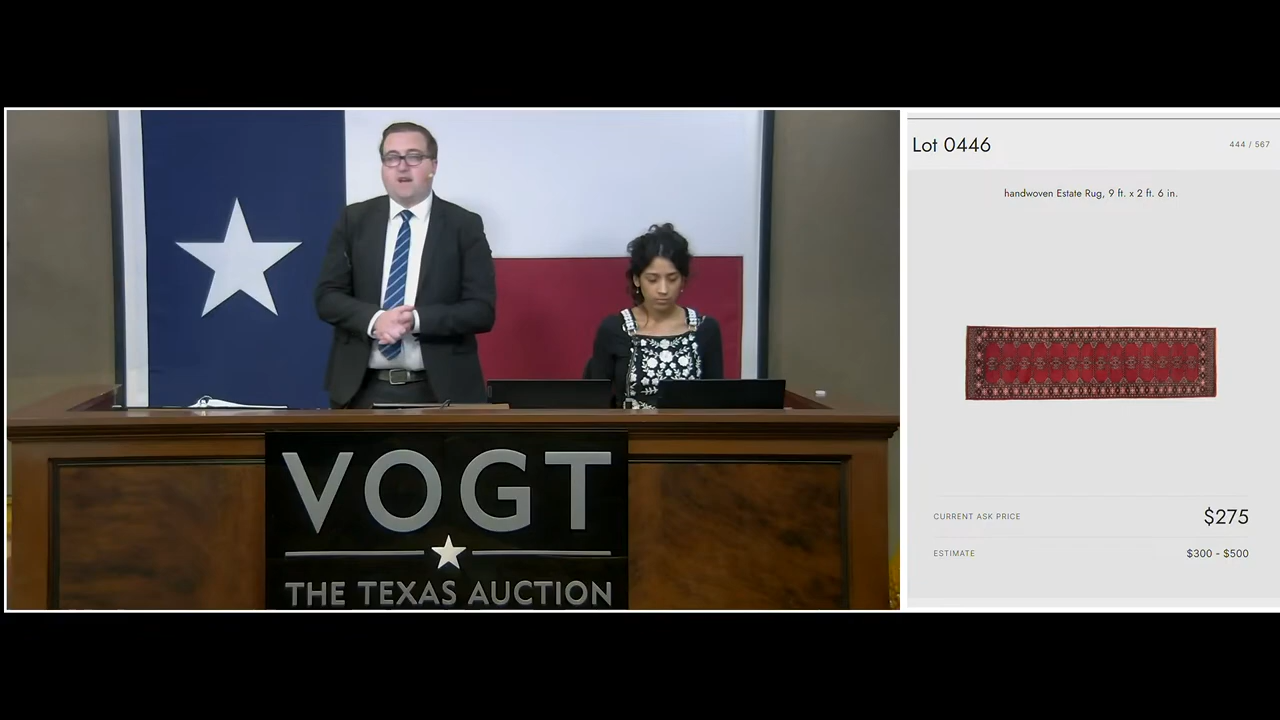 VOGT
THE TEXAS AUCTION
Lot 0446
444 / 567
handwoven Estate Rug, 9 ft. x 2 ft. 6 in.
CURRENT ASK PRICE
$275
ESTIMATE
$300 - $500